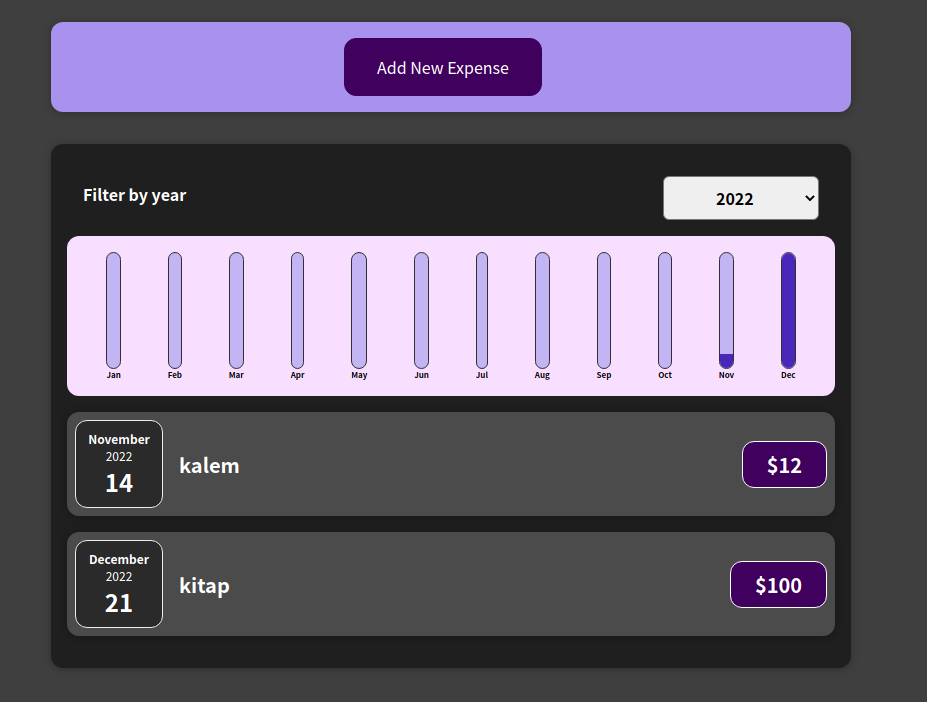 Add New Expense
Filter by year
2022
Jan Feb Mar Apr May Jun Jul Aug Sep Oct Nov Dec
November
2022
14
kalem
$12
December
2022
21
kitap
$100